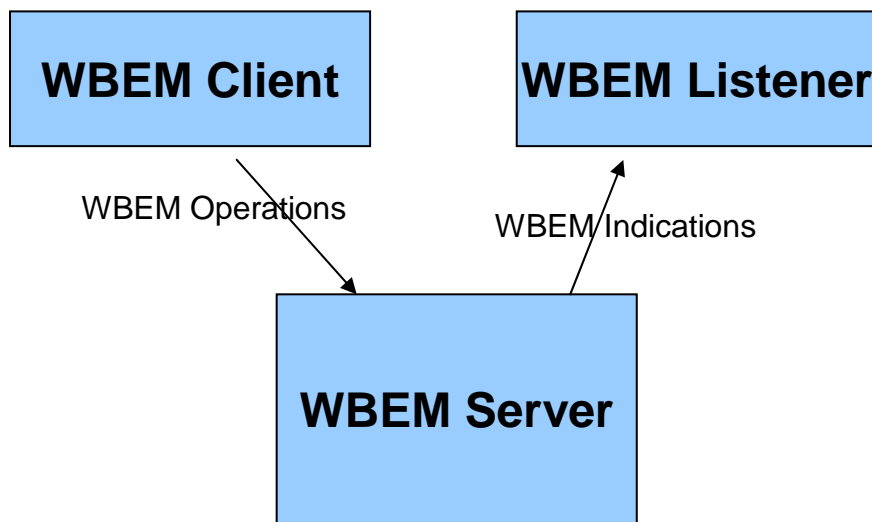 WBEM Client
WBEM Listener
WBEM Operations
WBEM Indications
WBEM Server